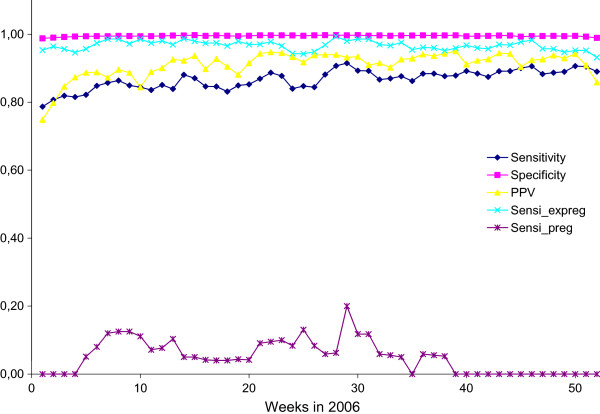 1,00
0,80
0,60
0,40
0,20
0,00
Sensitivity
Specificity
PPV
Sensi_expreg
Sensi_preg
0 10 20 30 40 50
Weeks in 2006